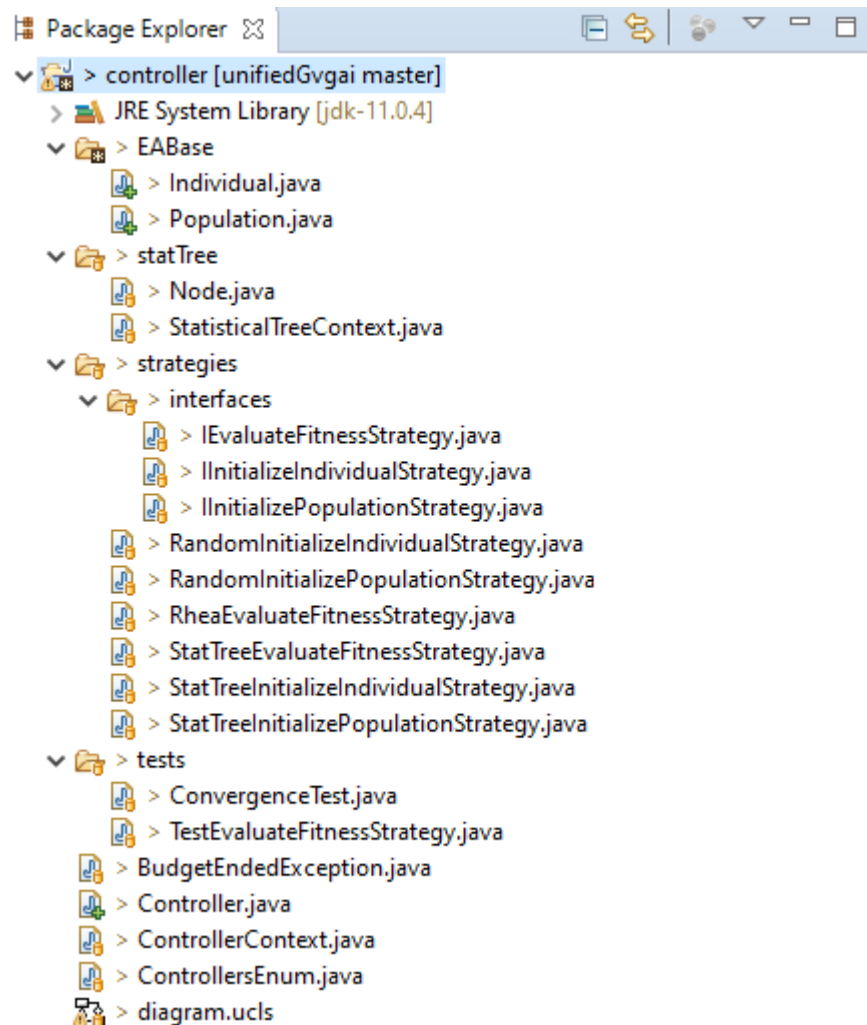 Package Explorer
> controller [unifiedGvgai master]
JRE System Library [jdk-11.0.4]
> EABase
> Individual.java
> Population.java
> statTree
> Node.java
> StatisticalTreeContext.java
> strategies
> interfaces
> IEvaluateFitnessStrategy.java
> IInitializeIndividualStrategy.java
> IInitializePopulationStrategy.java
> RandomInitializeIndividualStrategy.java
> RandomInitializePopulationStrategy.java
> RheaEvaluateFitnessStrategy.java
> StatTreeEvaluateFitnessStrategy.java
> StatTreeInitializeIndividualStrategy.java
> StatTreeInitializePopulationStrategy.java
> tests
> ConvergenceTest.java
> TestEvaluateFitnessStrategy.java
> BudgetEndedException.java
> Controller.java
> ControllerContext.java
> ControllersEnum.java
> diagram.ucls